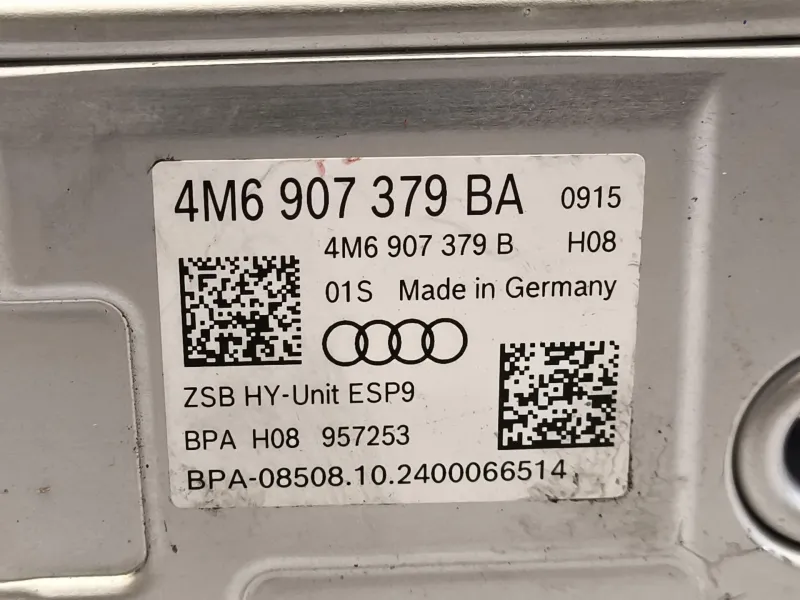 4M6 907 379 BA 0915
4M6 907 379 B H08
01S Made in Germany
ZSB HY-Unit ESP9
BPA H08 957253
BPA-08508.10.2400066514